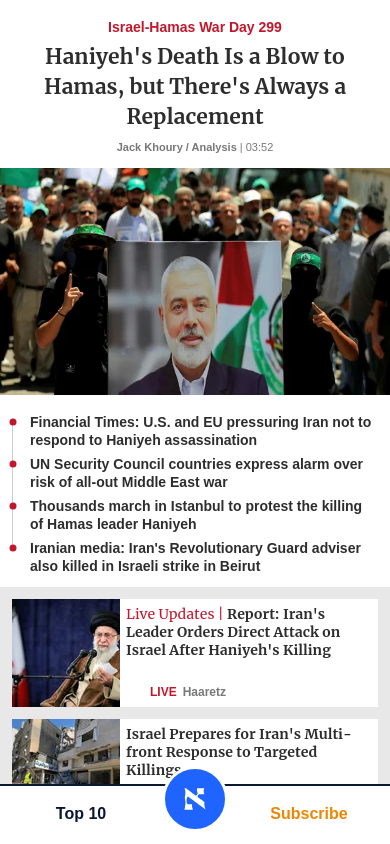 Israel-Hamas War Day 299
Haniyeh's Death Is a Blow to
Hamas, but There's Always a
Replacement
Jack Khoury / Analysis | 03:52
Financial Times: U.S. and EU pressuring Iran not to
respond to Haniyeh assassination
UN Security Council countries express alarm over
risk of all-out Middle East war
Thousands march in Istanbul to protest the killing
of Hamas leader Haniyeh
Iranian media: Iran's Revolutionary Guard adviser
also killed in Israeli strike in Beirut
Live Updates | Report: Iran's
Leader Orders Direct Attack on
Israel After Haniyeh's Killing
LIVE Haaretz
Israel Prepares for Iran's Multi-
front Response to Targeted
Killings
Top 10
Subscribe